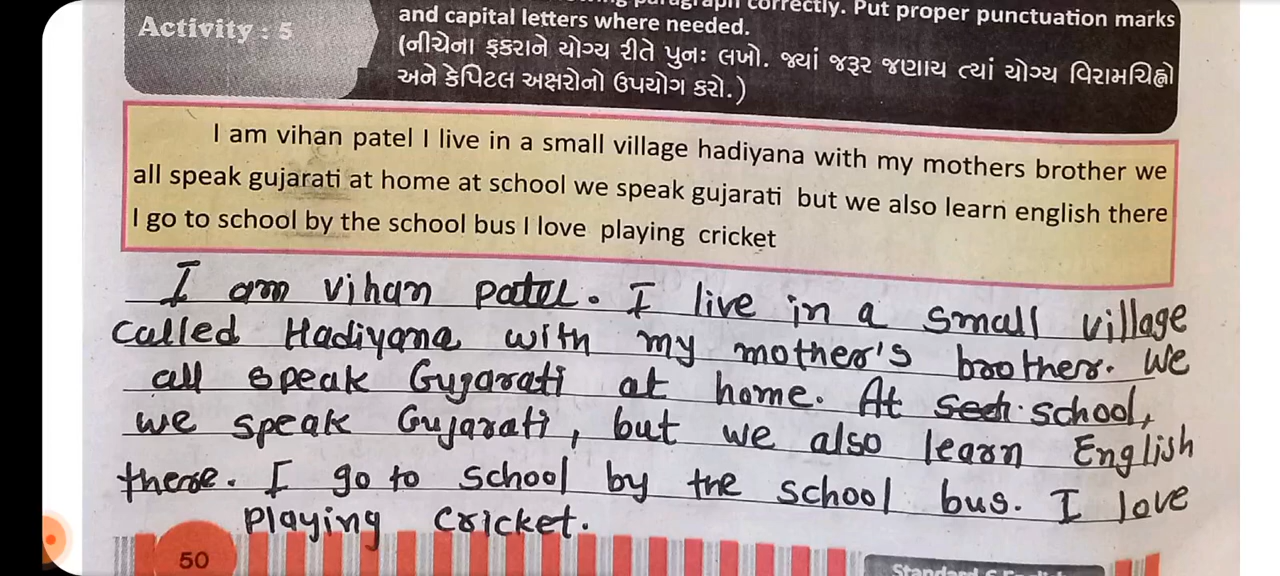 paragraph correctly. Put proper punctuation marks
Activity : 5
and capital letters where needed.
(નીચેના ફકરાને યોગ્ય રીતે પુનઃ લખો. જ્યાં જરૂર જણાય ત્યાં યોગ્ય વિરામચિહ્નો
અને કેપિટલ અક્ષરોનો ઉપયોગ કરો.)
I am vihan patel I live in a small village hadiyana with my mothers brother we
all speak gujarati at home at school we speak gujarati but we also learn english there
I go to school by the school bus I love playing cricket
I am vihan patel. I live in a small village
called Hadiyana with my mother's brother. We
all speak Gujarati at home. At school,
we speak Gujarati, but we also learn English
there. I go to school by the school bus. I love
playing cricket.
50
Standard